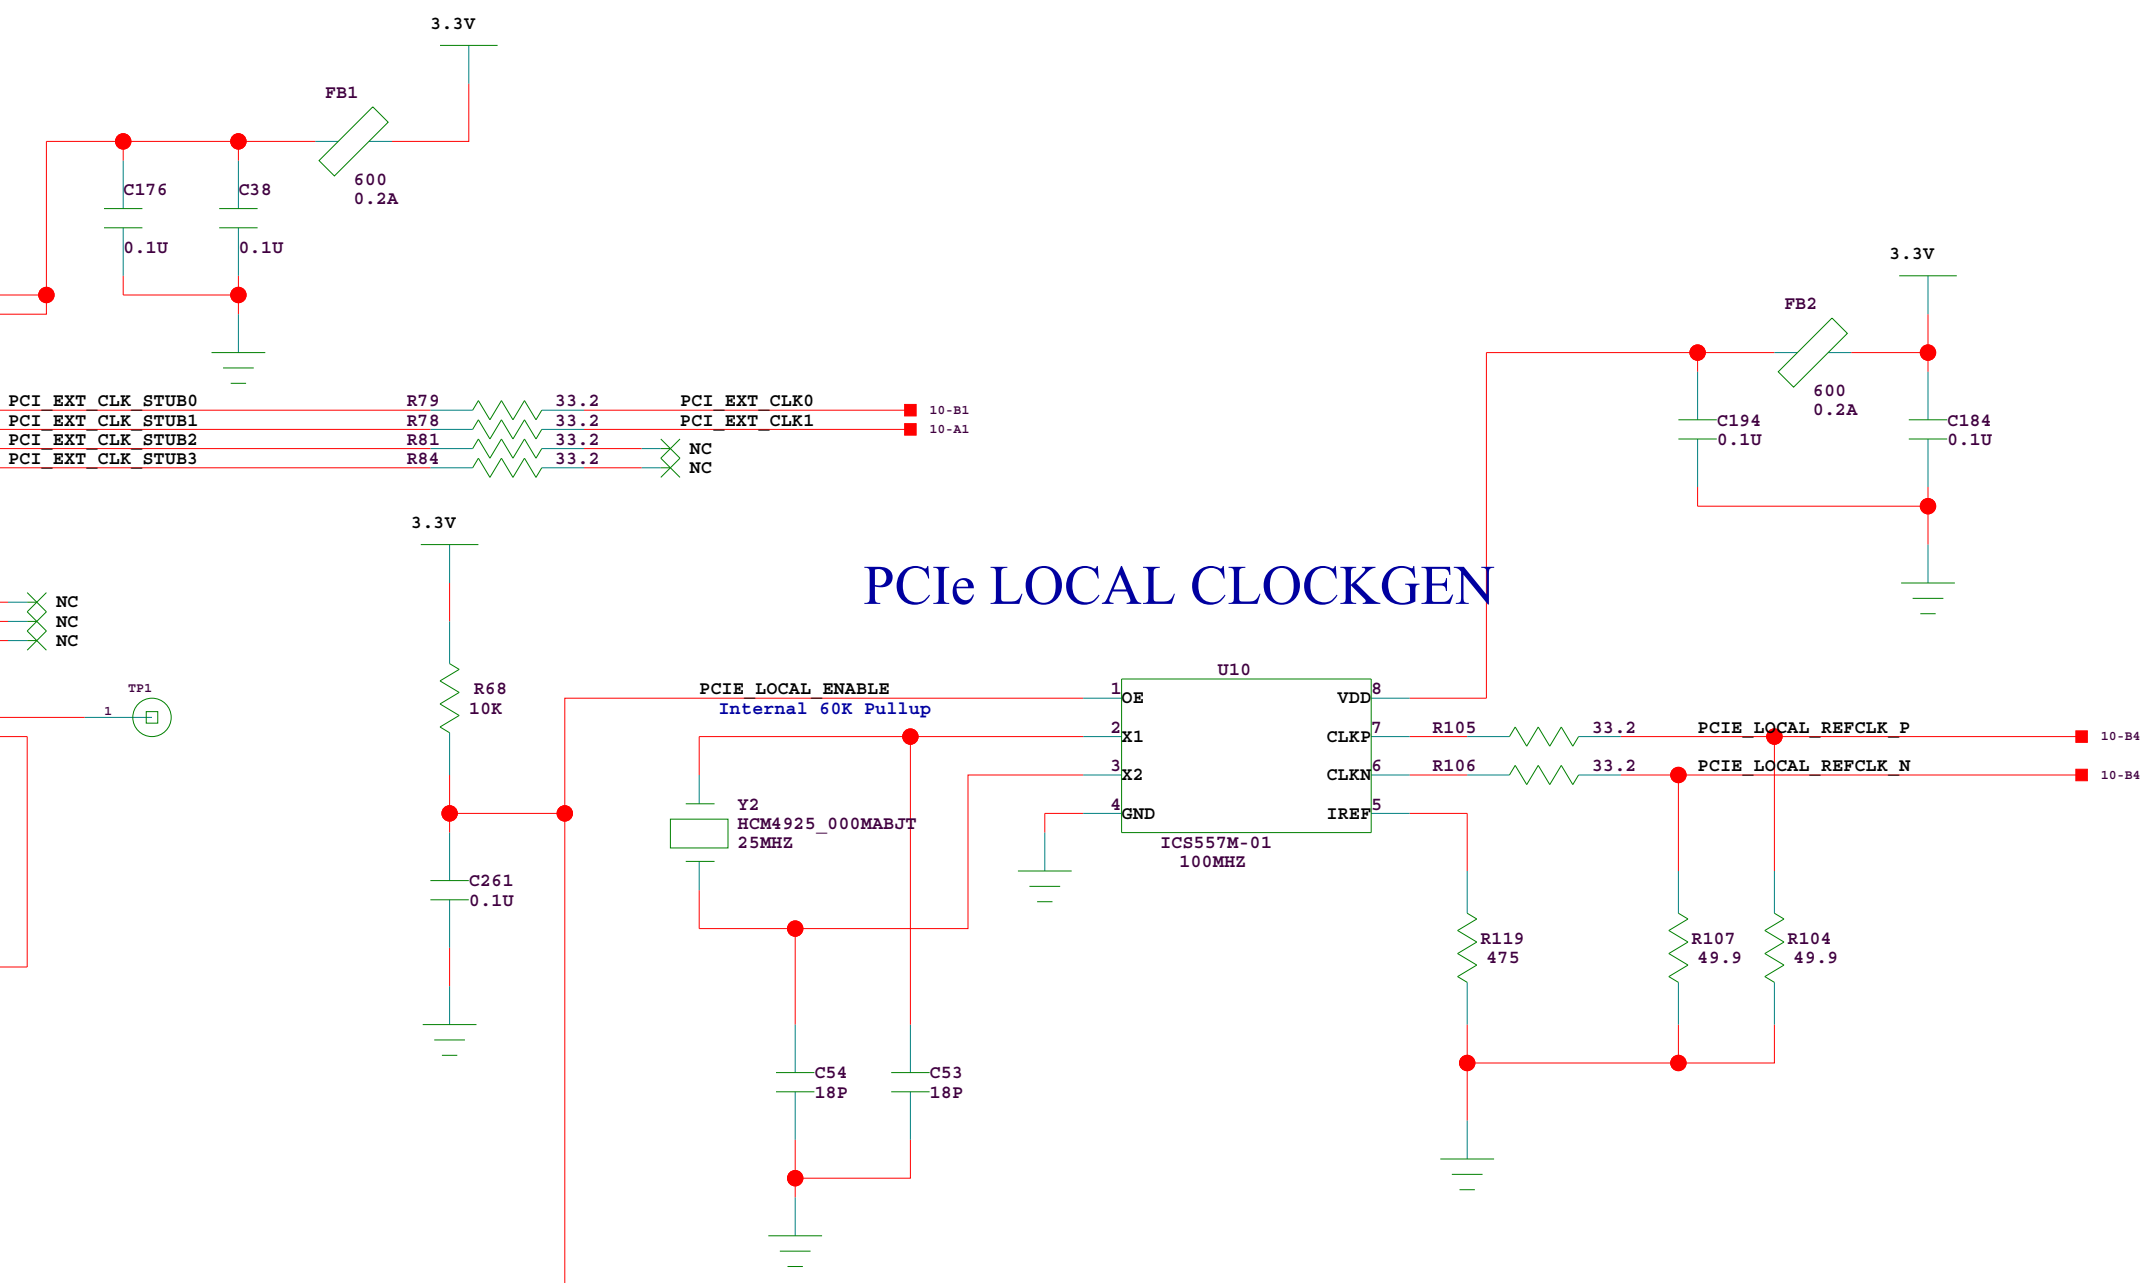 3.3V
FB1
600
0.2A
C176
0.1U
C38
0.1U
3.3V
FB2
600
0.2A
C194
0.1U
C184
0.1U
PCI_EXT_CLK_STUB0 R79 33.2 PCI_EXT_CLK0 10-B1
PCI_EXT_CLK_STUB1 R78 33.2 PCI_EXT_CLK1 10-A1
PCI_EXT_CLK_STUB2 R81 33.2 NC
PCI_EXT_CLK_STUB3 R84 33.2 NC
3.3V
PCIe LOCAL CLOCKGEN
NC
NC
NC
TP1
1
R68
10K
C261
0.1U
PCIE_LOCAL_ENABLE
Internal 60K Pullup
U10
1 OE VDD 8
2 X1 CLKP 7
3 X2 CLKN 6
4 GND IREF 5
ICS557M-01
100MHZ
Y2
HCM4925_000MABJT
25MHZ
R105 33.2 PCIE_LOCAL_REFCLK_P 10-B4
R106 33.2 PCIE_LOCAL_REFCLK_N 10-B4
R119
475
R107
49.9
R104
49.9
C54
18P
C53
18P